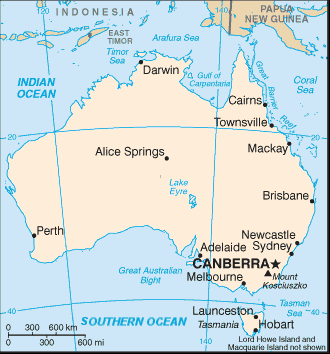 120
140
INDONESIA
PAPUA
NEW GUINEA
EAST
TIMOR
Arafura Sea
Timor
Sea
Darwin
Gulf of
Carpentaria
Great Barrier Reef
Coral
Sea
INDIAN
OCEAN
Cairns
Townsville
20
20
Mackay
Alice Springs
Lake
Eyre
Brisbane
Perth
Newcastle
Sydney
Adelaide
CANBERRA
Great Australian
Bight
Melbourne
Mount
Kosciuszko
SOUTHERN OCEAN
Launceston
Tasmania
Hobart
Tasman
Sea
0 300 600 km
0 300 600 mi
Lord Howe Island and
Macquarie Island not shown